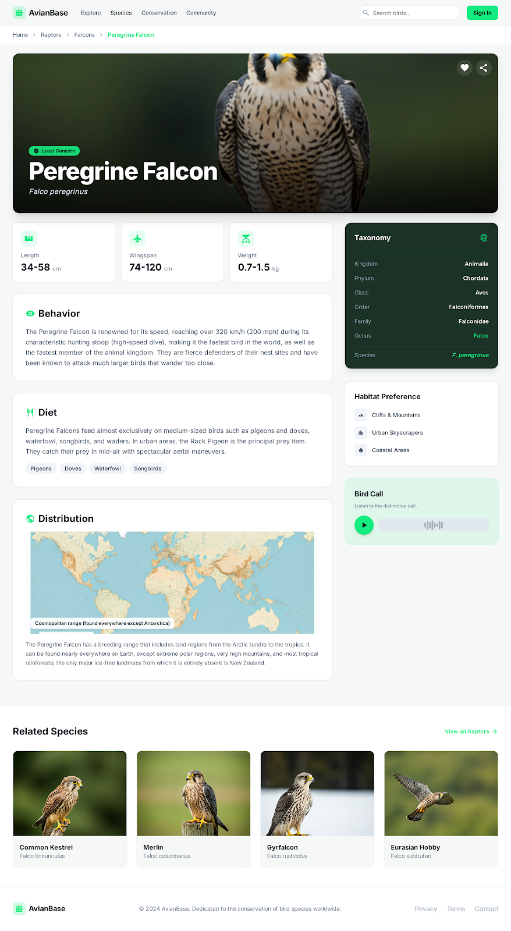 AvianBase
Explore
Species
Conservation
Community
Search birds...
Sign In
Home
Raptors
Falcons
Peregrine Falcon
Least Concern
Peregrine Falcon
Falco peregrinus
Length
34-58 cm
Wingspan
74-120 cm
Weight
0.7-1.5 kg
Behavior
The Peregrine Falcon is renowned for its speed, reaching over 320 km/h (200 mph) during its
characteristic hunting stoop (high-speed dive), making it the fastest bird in the world, as well as
the fastest member of the animal kingdom. They are fierce defenders of their nest sites and have
been known to attack much larger birds that wander too close.
Diet
Peregrine Falcons feed almost exclusively on medium-sized birds such as pigeons and doves,
waterfowl, songbirds, and waders. In urban areas, the Rock Pigeon is the principal prey item.
They catch their prey in mid-air with spectacular aerial maneuvers.
Pigeons
Doves
Waterfowl
Songbirds
Distribution
Cosmopolitan range (found everywhere except Antarctica)
The Peregrine Falcon has a breeding range that includes land regions from the Arctic tundra to the tropics. It
can be found nearly everywhere on Earth, except extreme polar regions, very high mountains, and most tropical
rainforests; the only major ice-free landmass from which it is entirely absent is New Zealand.
Taxonomy
Kingdom Animalia
Phylum Chordata
Class Aves
Order Falconiformes
Family Falconidae
Genus Falco
Species F. peregrinus
Habitat Preference
Cliffs & Mountains
Urban Skyscrapers
Coastal Areas
Bird Call
Listen to the distinctive call.
Related Species
View all Raptors
Common Kestrel
Falco tinnunculus
Merlin
Falco columbarius
Gyrfalcon
Falco rusticolus
Eurasian Hobby
Falco subbuteo
AvianBase
© 2024 AvianBase. Dedicated to the conservation of bird species worldwide.
Privacy
Terms
Contact